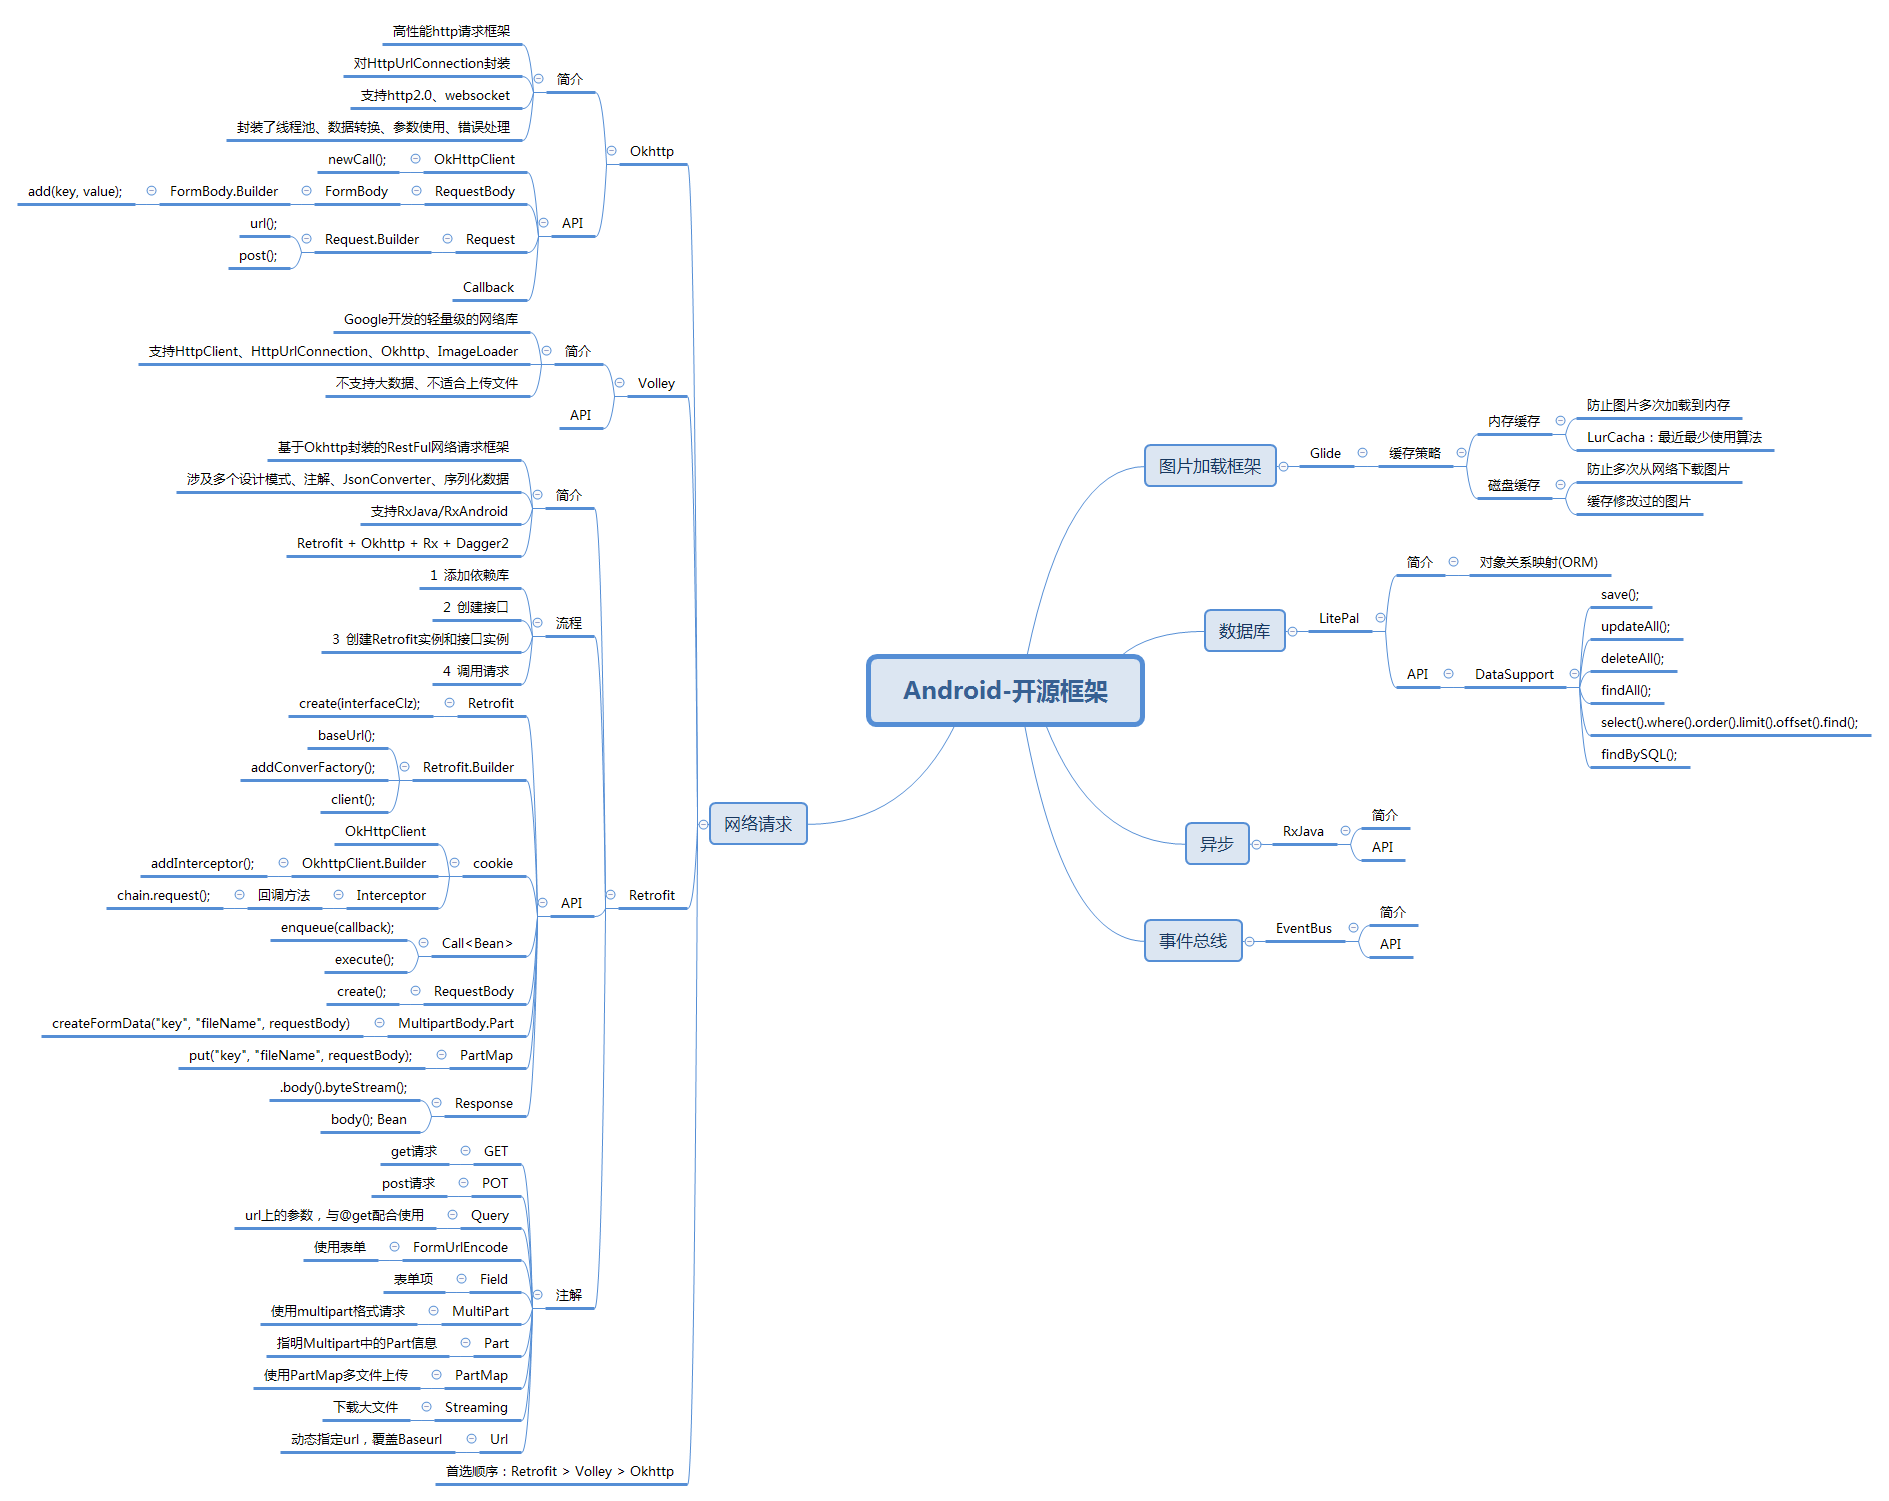 Android-开源框架
网络请求
Okhttp
简介
高性能http请求框架
对HttpUrlConnection封装
支持http2.0、websocket
封装了线程池、数据转换、参数使用、错误处理
API
OkHttpClient
newCall();
RequestBody
FormBody
FormBody.Builder
add(key, value);
Request
Request.Builder
url();
post();
Callback
Volley
简介
Google开发的轻量级的网络库
支持HttpClient、HttpUrlConnection、Okhttp、ImageLoader
不支持大数据、不适合上传文件
API
Retrofit
简介
基于Okhttp封装的RestFul网络请求框架
涉及多个设计模式、注解、JsonConverter、序列化数据
支持RxJava/RxAndroid
Retrofit + Okhttp + Rx + Dagger2
流程
1 添加依赖库
2 创建接口
3 创建Retrofit实例和接口实例
4 调用请求
API
Retrofit
create(interfaceClz);
Retrofit.Builder
baseUrl();
addConverFactory();
client();
cookie
OkHttpClient
OkhttpClient.Builder
addInterceptor();
Interceptor
回调方法
chain.request();
Call<Bean>
enqueue(callback);
execute();
RequestBody
create();
MultipartBody.Part
createFormData("key", "fileName", requestBody)
PartMap
put("key", "fileName", requestBody);
Response
.body().byteStream();
body(); Bean
注解
GET
get请求
POT
post请求
Query
url上的参数，与@get配合使用
FormUrlEncode
使用表单
Field
表单项
MultiPart
使用multipart格式请求
Part
指明Multipart中的Part信息
PartMap
使用PartMap多文件上传
Streaming
下载大文件
Url
动态指定url，覆盖Baseurl
首选顺序：Retrofit > Volley > Okhttp
图片加载框架
Glide
缓存策略
内存缓存
防止图片多次加载到内存
LurCacha：最近最少使用算法
磁盘缓存
防止多次从网络下载图片
缓存修改过的图片
数据库
LitePal
简介
对象关系映射(ORM)
API
DataSupport
save();
updateAll();
deleteAll();
findAll();
select().where().order().limit().offset().find();
findBySQL();
异步
RxJava
简介
API
事件总线
EventBus
简介
API